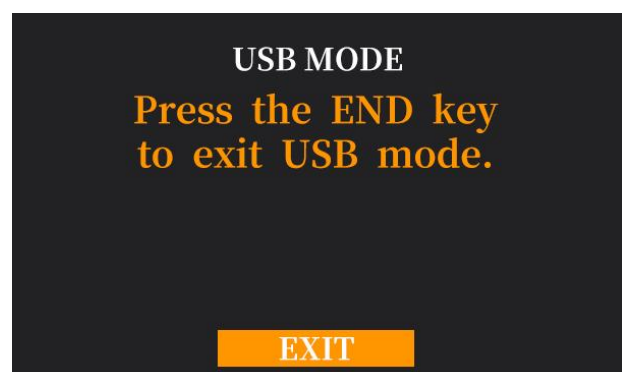 USB MODE
Press the END key
to exit USB mode.
EXIT